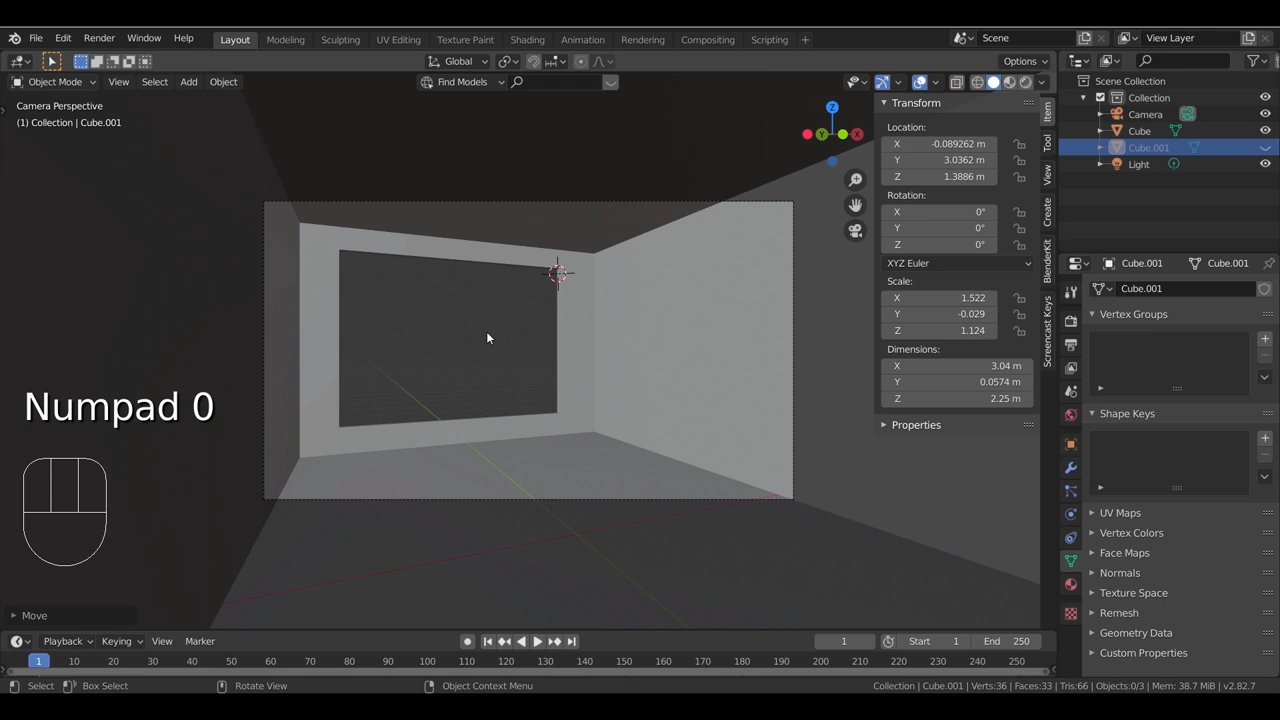 File Edit Render Window Help Layout Modeling Sculpting UV Editing Texture Paint Shading Animation Rendering Compositing Scripting + Scene View Layer
Global Options
Object Mode View Select Add Object Find Models
Camera Perspective
(1) Collection | Cube.001
Z
Y
X
Numpad 0
Move
Transform
Location:
X -0.089262 m
Y 3.0362 m
Z 1.3886 m
Rotation:
X 0°
Y 0°
Z 0°
XYZ Euler
Scale:
X 1.522
Y -0.029
Z 1.124
Dimensions:
X 3.04 m
Y 0.0574 m
Z 2.25 m
Properties
Item
Tool
View
Create
BlenderKit
Screencast Keys
Scene Collection
Collection
Camera
Cube
Cube.001
Light
Cube.001 Cube.001
Cube.001
Vertex Groups
Shape Keys
UV Maps
Vertex Colors
Face Maps
Normals
Texture Space
Remesh
Geometry Data
Custom Properties
Playback Keying View Marker 1 Start 1 End 250
1 10 20 30 40 50 60 70 80 90 100 110 120 130 140 150 160 170 180 190 200 210 220 230 240 250
Select Box Select Rotate View Object Context Menu Collection | Cube.001 | Verts:36 | Faces:33 | Tris:66 | Objects:0/3 | Mem: 38.7 MiB | v2.82.7